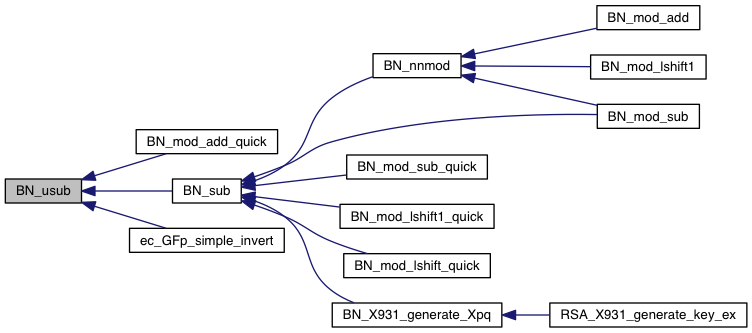 BN_mod_add
BN_nnmod
BN_mod_lshift1
BN_mod_sub
BN_mod_add_quick
BN_mod_sub_quick
BN_usub
BN_sub
BN_mod_lshift1_quick
ec_GFp_simple_invert
BN_mod_lshift_quick
BN_X931_generate_Xpq
RSA_X931_generate_key_ex